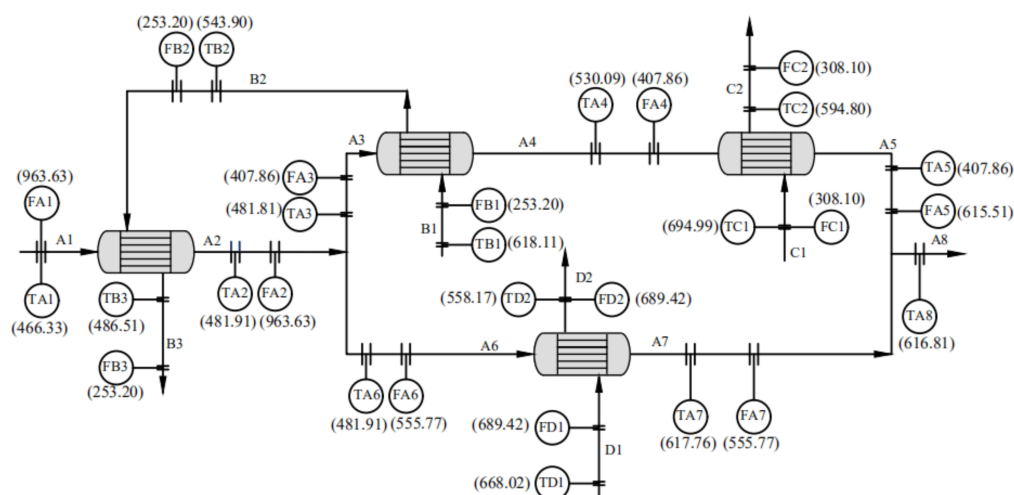 (253.20) (543.90)
FB2 TB2
B2
(530.09) (407.86)
TA4 FA4
C2
FC2 (308.10)
TC2 (594.80)
A3
A4
A5
(963.63)
FA1
(407.86) FA3
(481.81) TA3
FB1 (253.20)
B1
TB1 (618.11)
(308.10)
(694.99) TC1 FC1
C1
TA5 (407.86)
FA5 (615.51)
A1
A2
A8
TA1
(466.33)
TB3
(486.51)
TA2 FA2
(481.91) (963.63)
D2
(558.17) TD2 FD2 (689.42)
TA8
(616.81)
B3
FB3
(253.20)
A6
A7
TA6 FA6
(481.91) (555.77)
TA7 FA7
(617.76) (555.77)
(689.42) FD1
D1
(668.02) TD1